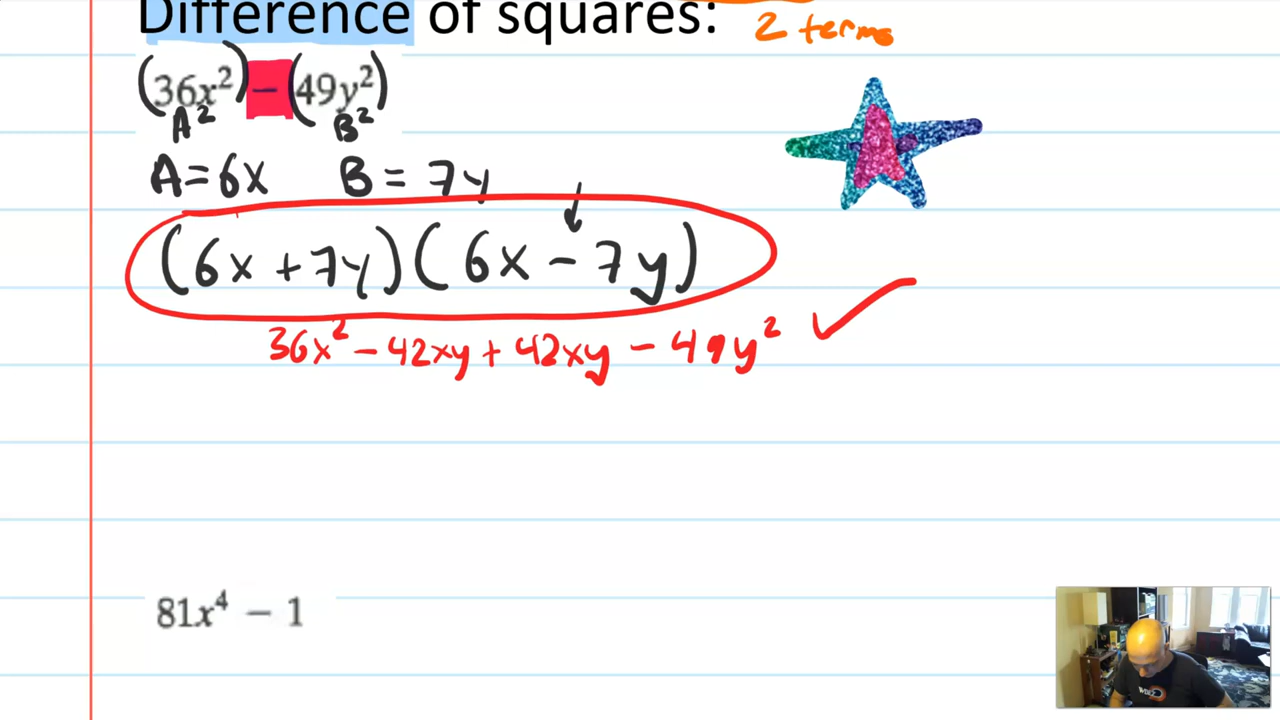 Difference of squares: 2 terms
(36x²) – (49y²)
A² B²
A = 6x B = 7y
(6x + 7y)(6x – 7y)
36x² – 42xy + 42xy – 49y² ✓
81x⁴ – 1